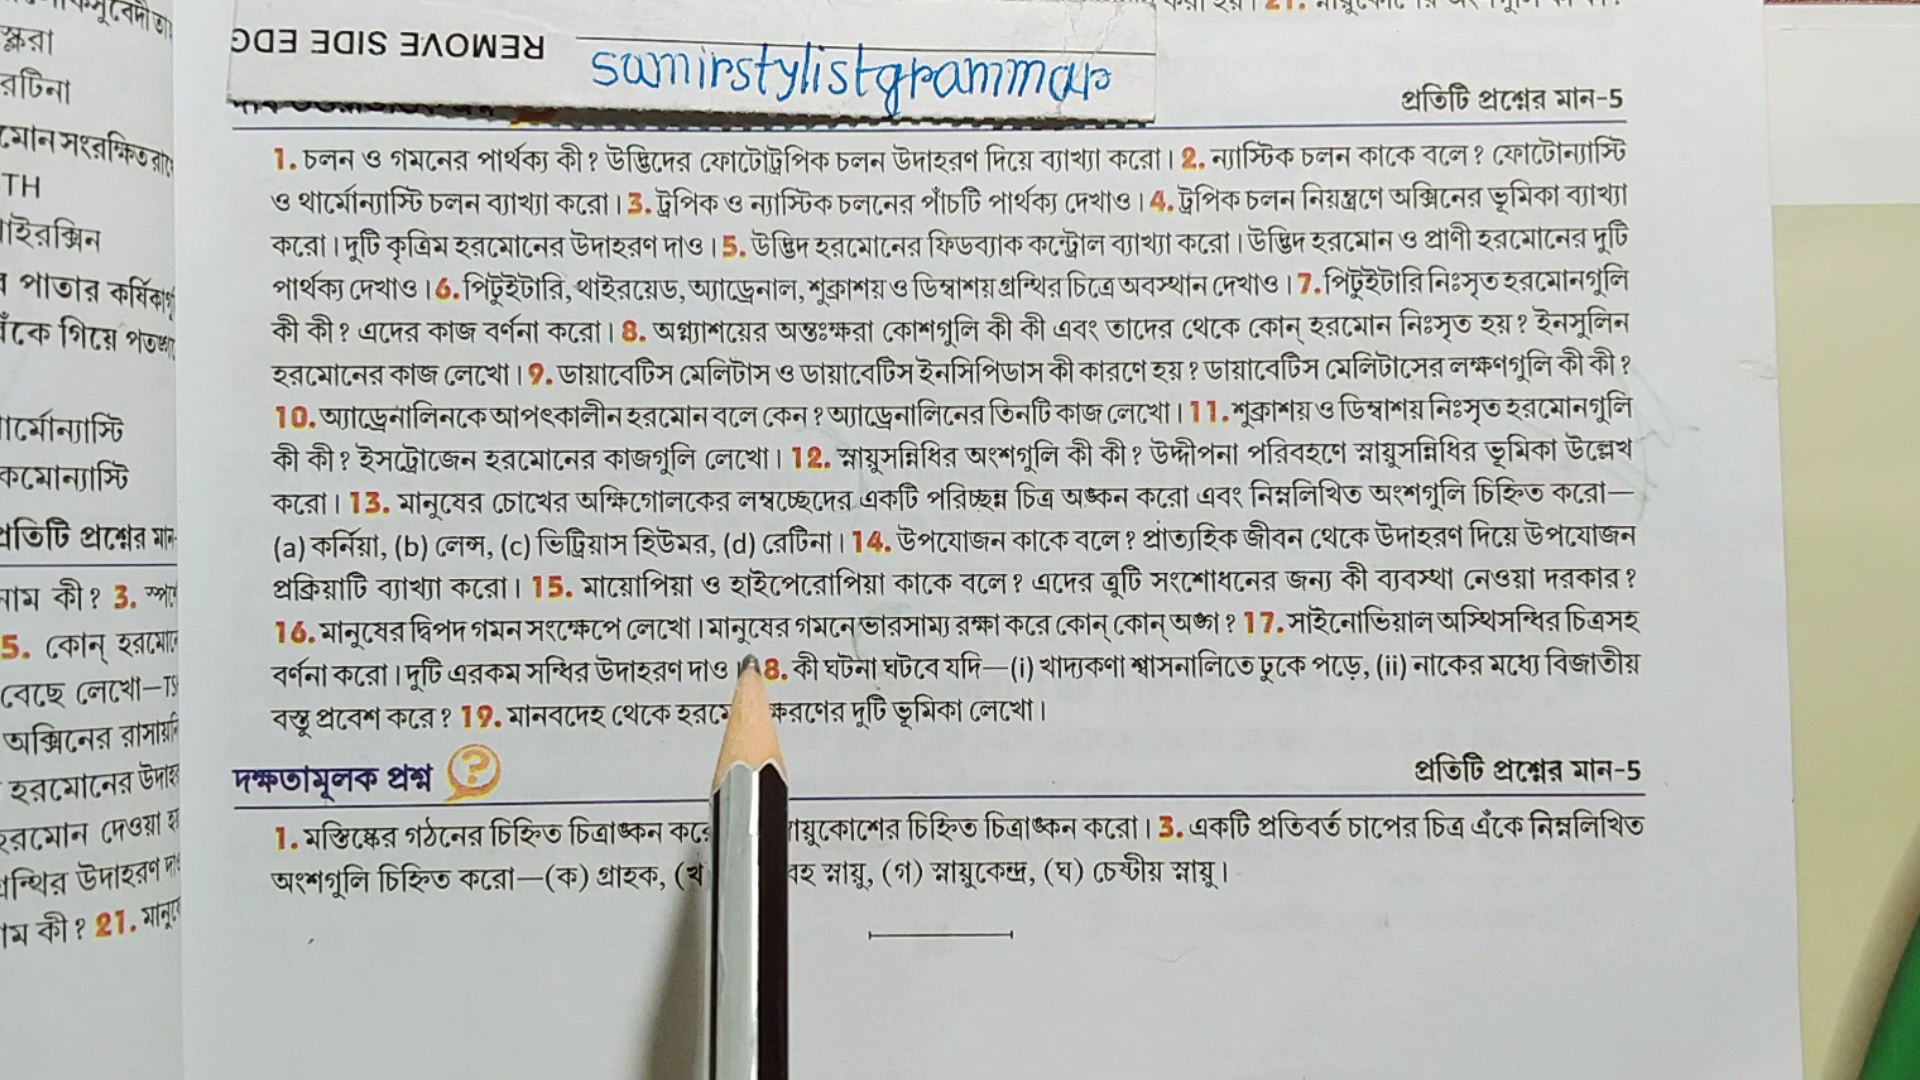 REMOVE SIDE EDG
samirstylistgrammar
প্রতিটি প্রশ্নের মান-5
1. চলন ও গমনের পার্থক্য কী? উদ্ভিদের ফোটোট্রপিক চলন উদাহরণ দিয়ে ব্যাখ্যা করো। 2. ন্যাস্টিক চলন কাকে বলে? ফোটোন্যাস্টি
ও থার্মোন্যাস্টি চলন ব্যাখ্যা করো। 3. ট্রপিক ও ন্যাস্টিক চলনের পাঁচটি পার্থক্য দেখাও। 4. ট্রপিক চলন নিয়ন্ত্রণে অক্সিনের ভূমিকা ব্যাখ্যা
করো। দুটি কৃত্রিম হরমোনের উদাহরণ দাও। 5. উদ্ভিদ হরমোনের ফিডব্যাক কন্ট্রোল ব্যাখ্যা করো। উদ্ভিদ হরমোন ও প্রাণী হরমোনের দুটি
পার্থক্য দেখাও। 6. পিটুইটারি, থাইরয়েড, অ্যাড্রেনাল, শুক্রাশয় ও ডিম্বাশয় গ্রন্থির চিত্রে অবস্থান দেখাও। 7. পিটুইটারি নিঃসৃত হরমোনগুলি
কী কী? এদের কাজ বর্ণনা করো। 8. অগ্ন্যাশয়ের অন্তঃক্ষরা কোশগুলি কী কী এবং তাদের থেকে কোন্ হরমোন নিঃসৃত হয়? ইনসুলিন
হরমোনের কাজ লেখো। 9. ডায়াবেটিস মেলিটাস ও ডায়াবেটিস ইনসিপিডাস কী কারণে হয়? ডায়াবেটিস মেলিটাসের লক্ষণগুলি কী কী?
10. অ্যাড্রেনালিনকে আপৎকালীন হরমোন বলে কেন? অ্যাড্রেনালিনের তিনটি কাজ লেখো। 11. শুক্রাশয় ও ডিম্বাশয় নিঃসৃত হরমোনগুলি
কী কী? ইসট্রোজেন হরমোনের কাজগুলি লেখো। 12. স্নায়ুসন্নিধির অংশগুলি কী কী? উদ্দীপনা পরিবহণে স্নায়ুসন্নিধির ভূমিকা উল্লেখ
করো। 13. মানুষের চোখের অক্ষিগোলকের লম্বচ্ছেদের একটি পরিচ্ছন্ন চিত্র অঙ্কন করো এবং নিম্নলিখিত অংশগুলি চিহ্নিত করো—
(a) কর্নিয়া, (b) লেন্স, (c) ভিট্রিয়াস হিউমর, (d) রেটিনা। 14. উপযোজন কাকে বলে? প্রাত্যহিক জীবন থেকে উদাহরণ দিয়ে উপযোজন
প্রক্রিয়াটি ব্যাখ্যা করো। 15. মায়োপিয়া ও হাইপেরোপিয়া কাকে বলে? এদের ত্রুটি সংশোধনের জন্য কী ব্যবস্থা নেওয়া দরকার?
16. মানুষের দ্বিপদ গমন সংক্ষেপে লেখো। মানুষের গমনে ভারসাম্য রক্ষা করে কোন্ কোন্ অঙ্গ? 17. সাইনোভিয়াল অস্থিসন্ধির চিত্রসহ
বর্ণনা করো। দুটি এরকম সন্ধির উদাহরণ দাও। 8. কী ঘটনা ঘটবে যদি—(i) খাদ্যকণা শ্বাসনালিতে ঢুকে পড়ে, (ii) নাকের মধ্যে বিজাতীয়
বস্তু প্রবেশ করে? 19. মানবদেহ থেকে হরমো ক্ষরণের দুটি ভূমিকা লেখো।
দক্ষতামূলক প্রশ্ন ? প্রতিটি প্রশ্নের মান-5
1. মস্তিষ্কের গঠনের চিহ্নিত চিত্রাঙ্কন করো য়ুকোশের চিহ্নিত চিত্রাঙ্কন করো। 3. একটি প্রতিবর্ত চাপের চিত্র এঁকে নিম্নলিখিত
অংশগুলি চিহ্নিত করো—(ক) গ্রাহক, (খ বহ স্নায়ু, (গ) স্নায়ুকেন্দ্র, (ঘ) চেষ্টীয় স্নায়ু।